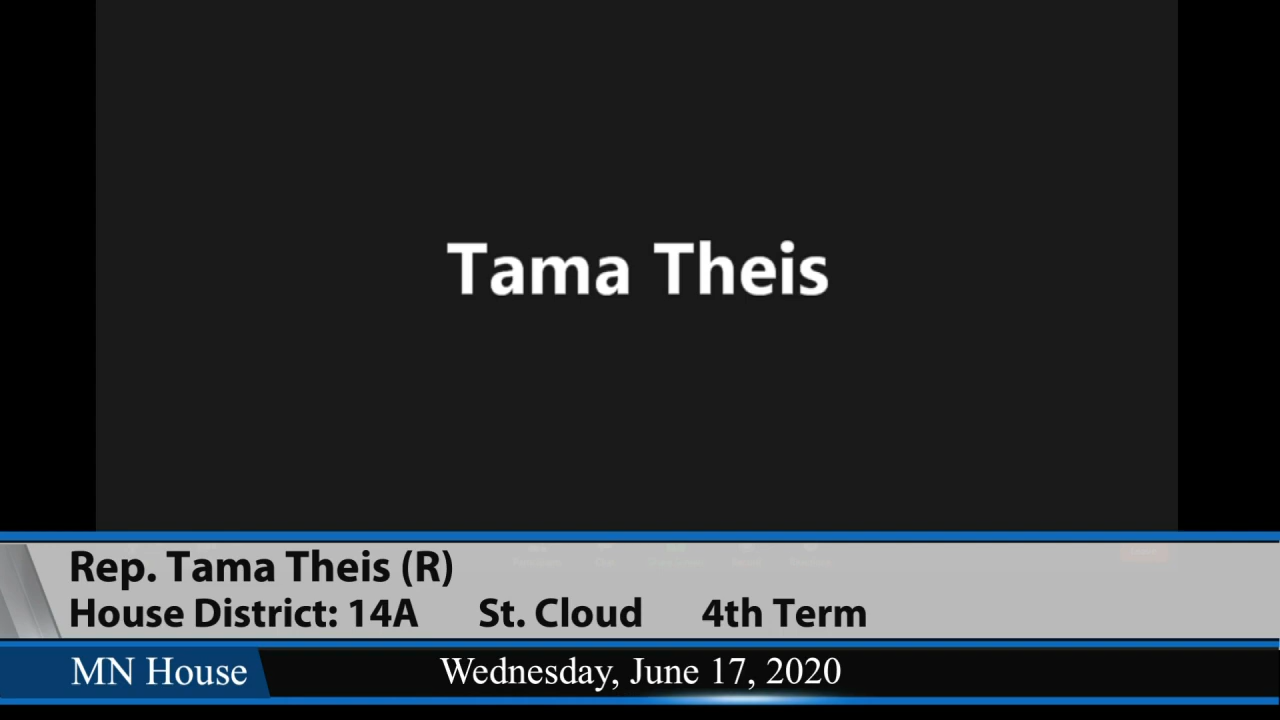 Tama Theis
Rep. Tama Theis (R)
House District: 14A St. Cloud 4th Term
MN House Wednesday, June 17, 2020